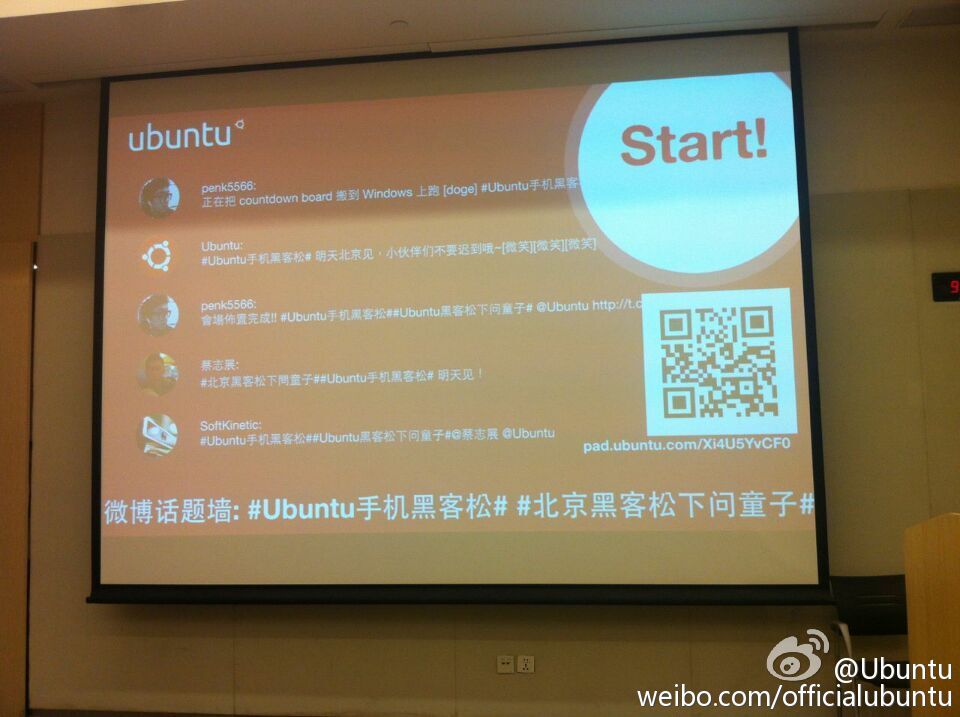 ubuntu
Start!
penk5566:
正在把 countdown board 搬到 Windows 上跑 [doge] #Ubuntu手机黑客
Ubuntu:
#Ubuntu手机黑客松# 明天北京见，小伙伴们不要迟到哦~[微笑][微笑][微笑]
penk5566:
會場佈置完成!! #Ubuntu手机黑客松##Ubuntu黑客松下问童子# @Ubuntu http://t.c
蔡志展:
#北京黑客松下问童子##Ubuntu手机黑客松# 明天见！
SoftKinetic:
#Ubuntu手机黑客松##Ubuntu黑客松下问童子#@蔡志展 @Ubuntu
pad.ubuntu.com/Xi4U5YvCF0
微博话题墙: #Ubuntu手机黑客松# #北京黑客松下问童子#
9
@Ubuntu
weibo.com/officialubuntu